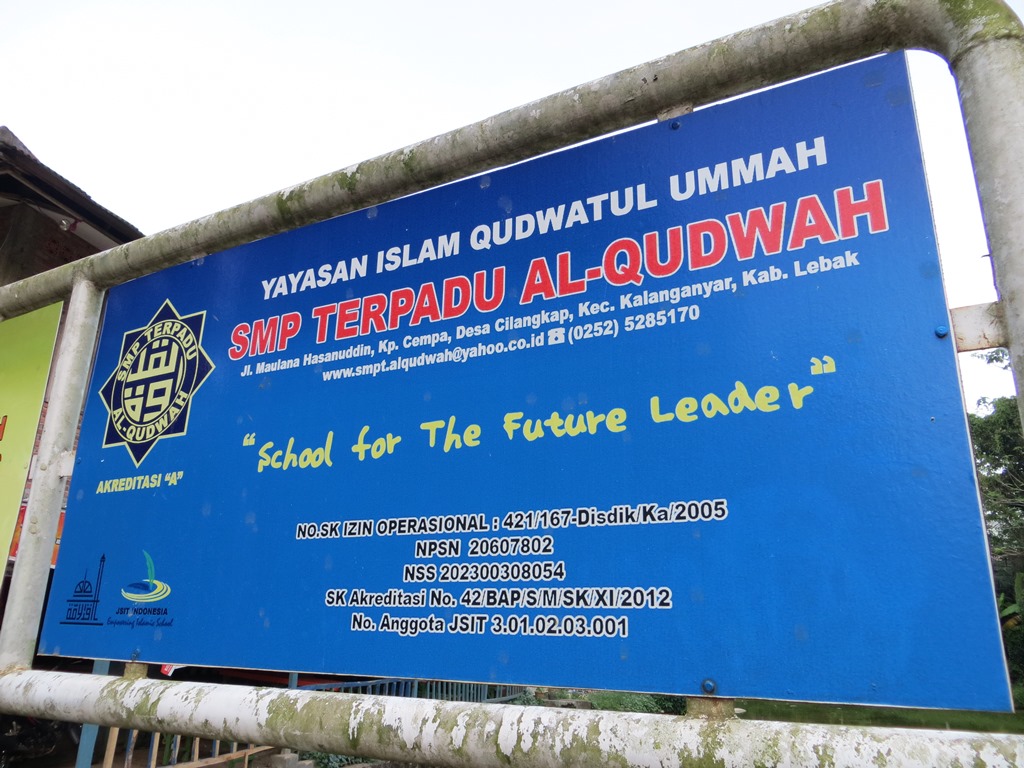 YAYASAN ISLAM QUDWATUL UMMAH
SMP TERPADU AL-QUDWAH
Jl. Maulana Hasanuddin, Kp. Cempa, Desa Cilangkap, Kec. Kalanganyar, Kab. Lebak
www.smpt.alqudwah@yahoo.co.id ☎ (0252) 5285170
SMP TERPADU
AL-QUDWAH
AKREDITASI "A"
"School for The Future Leader"
NO.SK IZIN OPERASIONAL : 421/167-Disdik/Ka/2005
NPSN 20607802
NSS 202300308054
SK Akreditasi No. 42/BAP/S/M/SK/XI/2012
No. Anggota JSIT 3.01.02.03.001
JSIT INDONESIA
Empowering Islamic School